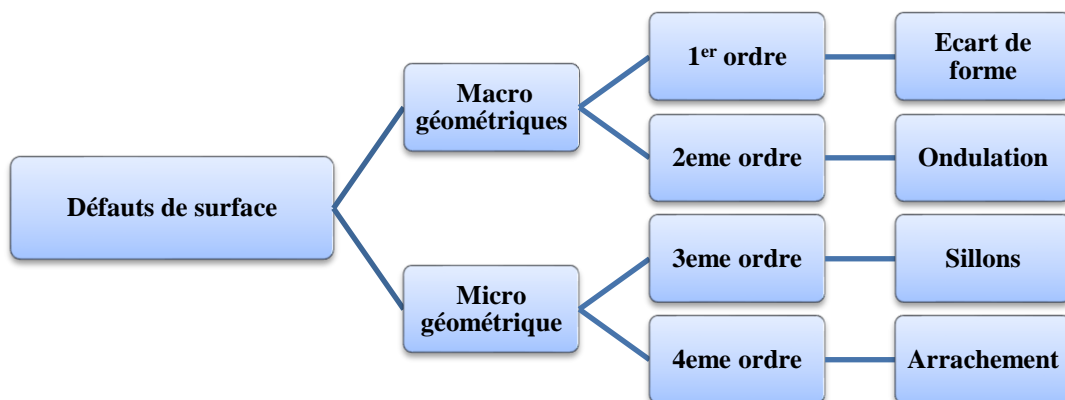 Défauts de surface
Macro
géométriques
1er ordre
Ecart de
forme
2eme ordre
Ondulation
Micro
géométrique
3eme ordre
Sillons
4eme ordre
Arrachement